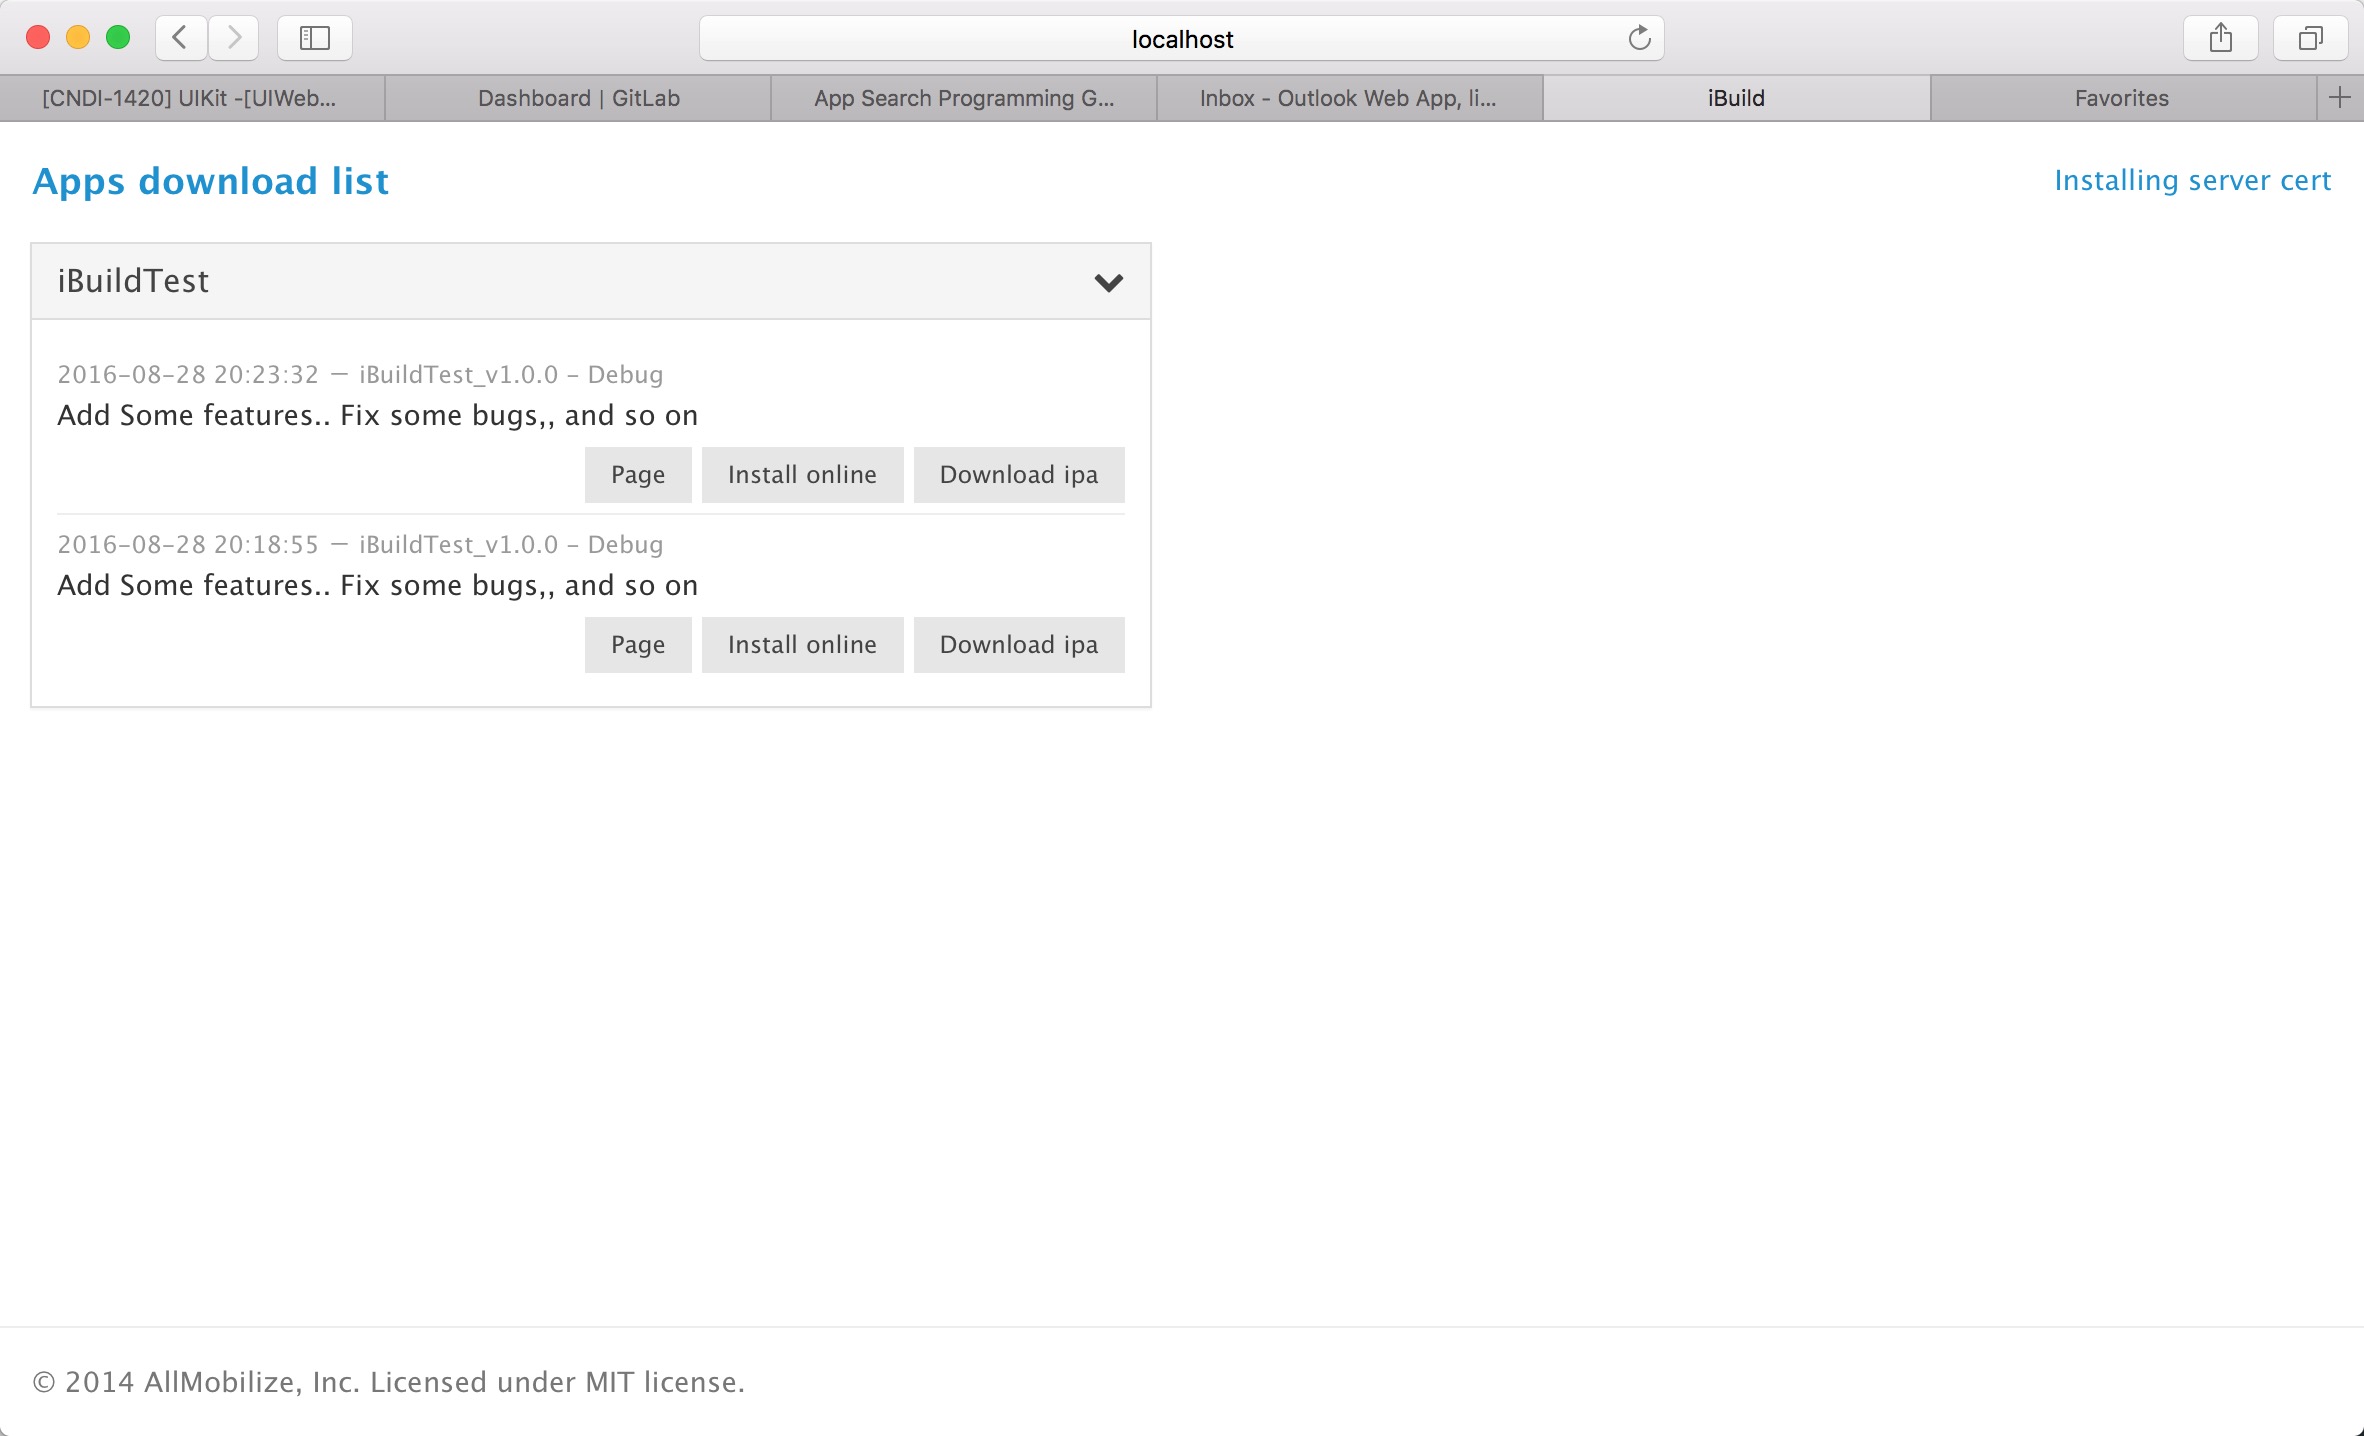 localhost
[CNDI-1420] UIKit -[UIWeb...
Dashboard | GitLab
App Search Programming G...
Inbox - Outlook Web App, li...
iBuild
Favorites
Apps download list
Installing server cert
iBuildTest
2016-08-28 20:23:32 — iBuildTest_v1.0.0 - Debug
Add Some features.. Fix some bugs,, and so on
Page
Install online
Download ipa
2016-08-28 20:18:55 — iBuildTest_v1.0.0 - Debug
Add Some features.. Fix some bugs,, and so on
Page
Install online
Download ipa
© 2014 AllMobilize, Inc. Licensed under MIT license.